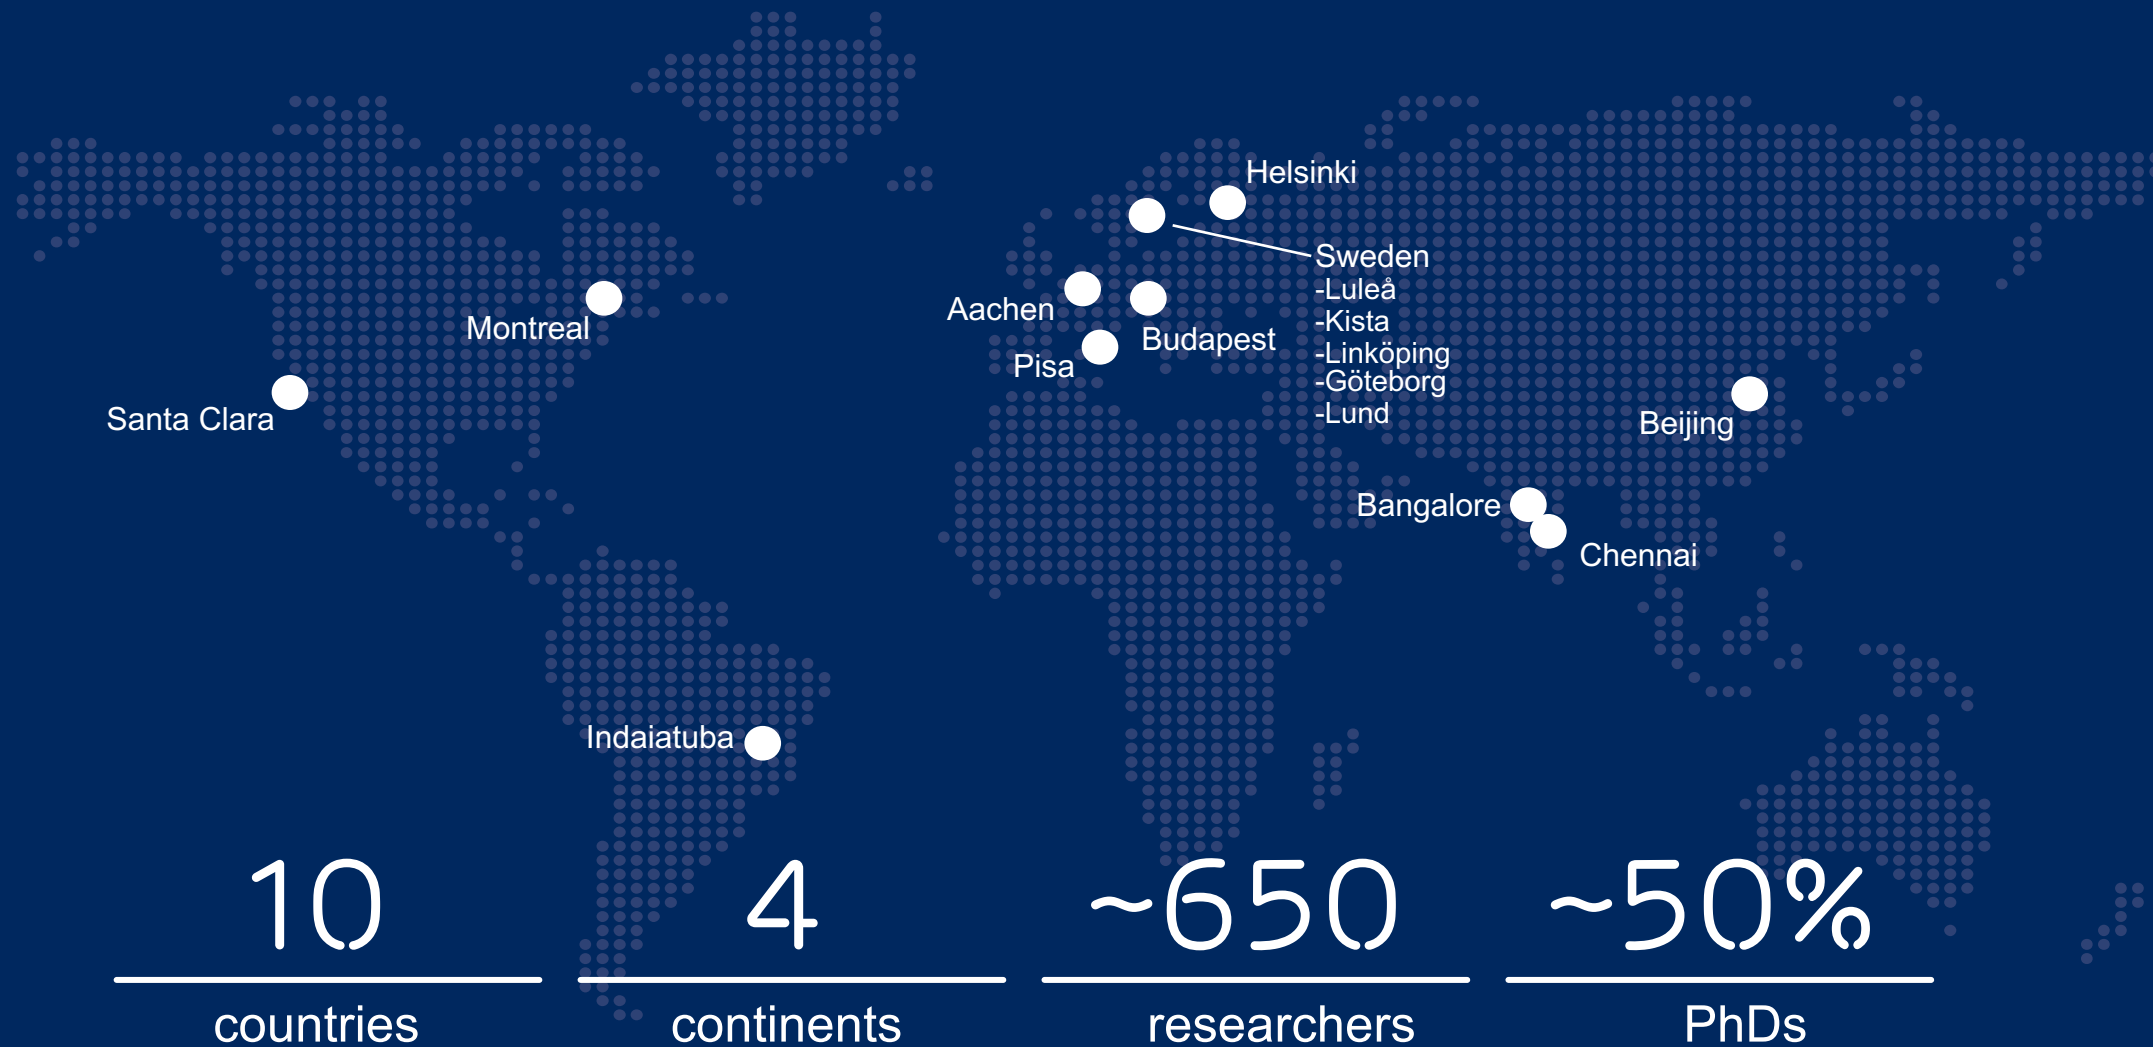 Helsinki
Sweden
-Luleå
-Kista
-Linköping
-Göteborg
-Lund
Aachen
Budapest
Pisa
Montreal
Santa Clara
Beijing
Bangalore
Chennai
Indaiatuba
10
countries
4
continents
~650
researchers
~50%
PhDs